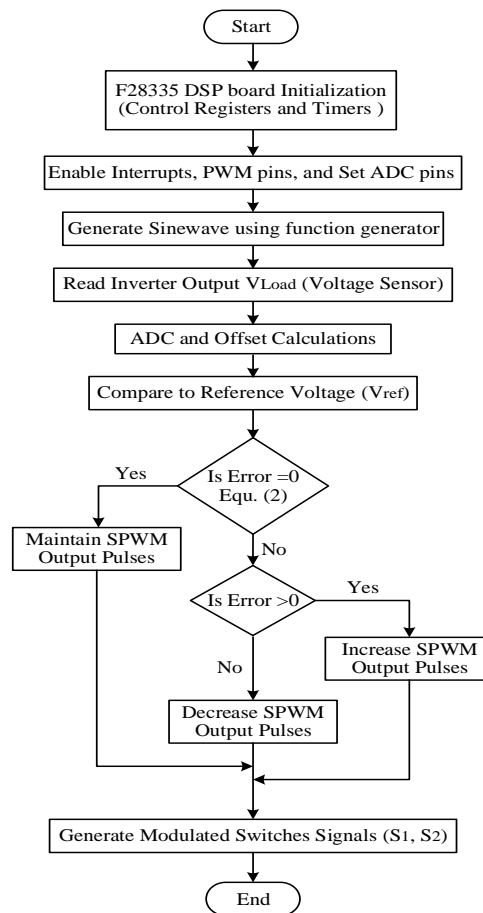 Start
F28335 DSP board Initialization
(Control Registers and Timers )
Enable Interrupts, PWM pins, and Set ADC pins
Generate Sinewave using function generator
Read Inverter Output VLoad (Voltage Sensor)
ADC and Offset Calculations
Compare to Reference Voltage (Vref)
Is Error =0
Equ. (2)
Yes
Maintain SPWM
Output Pulses
No
Is Error >0
Yes
Increase SPWM
Output Pulses
No
Decrease SPWM
Output Pulses
Generate Modulated Switches Signals (S1, S2)
End